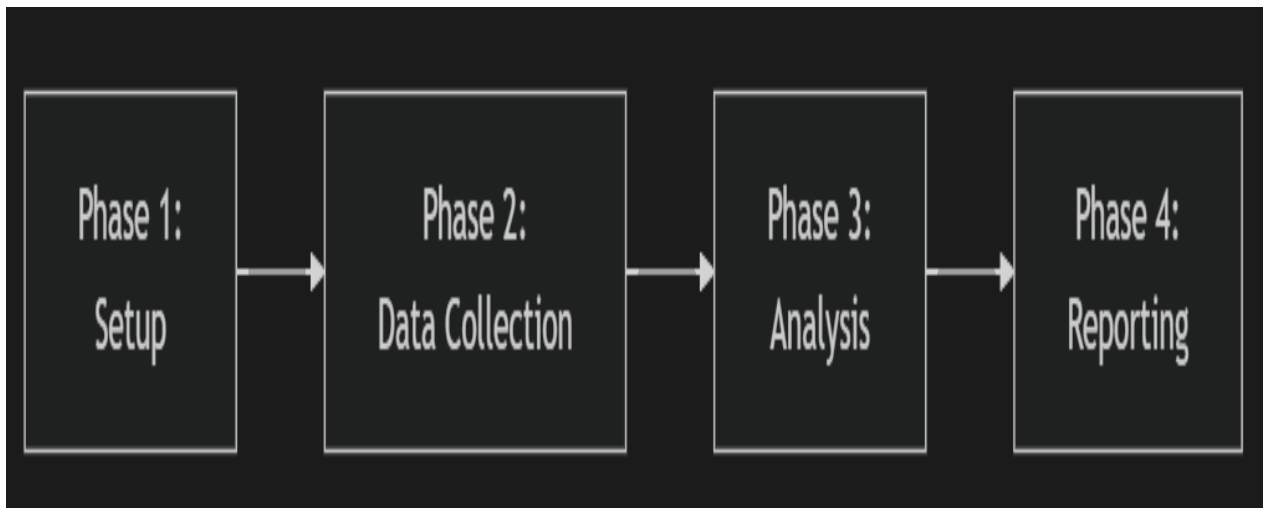 Phase 1:
Setup
Phase 2:
Data Collection
Phase 3:
Analysis
Phase 4:
Reporting